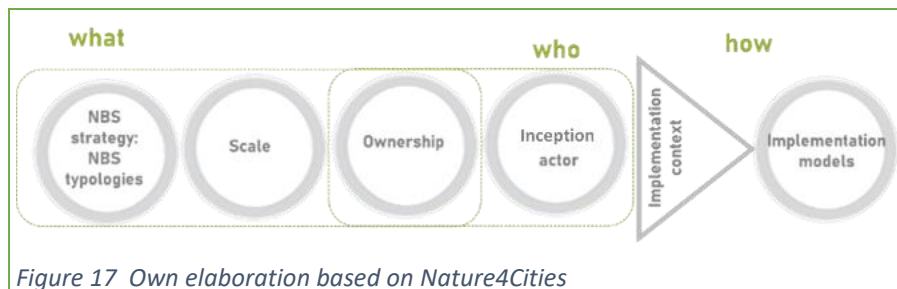 what
who
how
NBS
strategy:
NBS
typologies
Scale
Ownership
Inception
actor
Implementation
context
Implementation
models
Figure 17 Own elaboration based on Nature4Cities